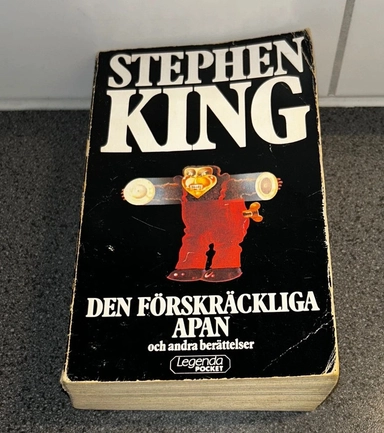 STEPHEN
KING
DEN FÖRSKRÄCKLIGA
APAN
och andra berättelser
Legenda
POCKET